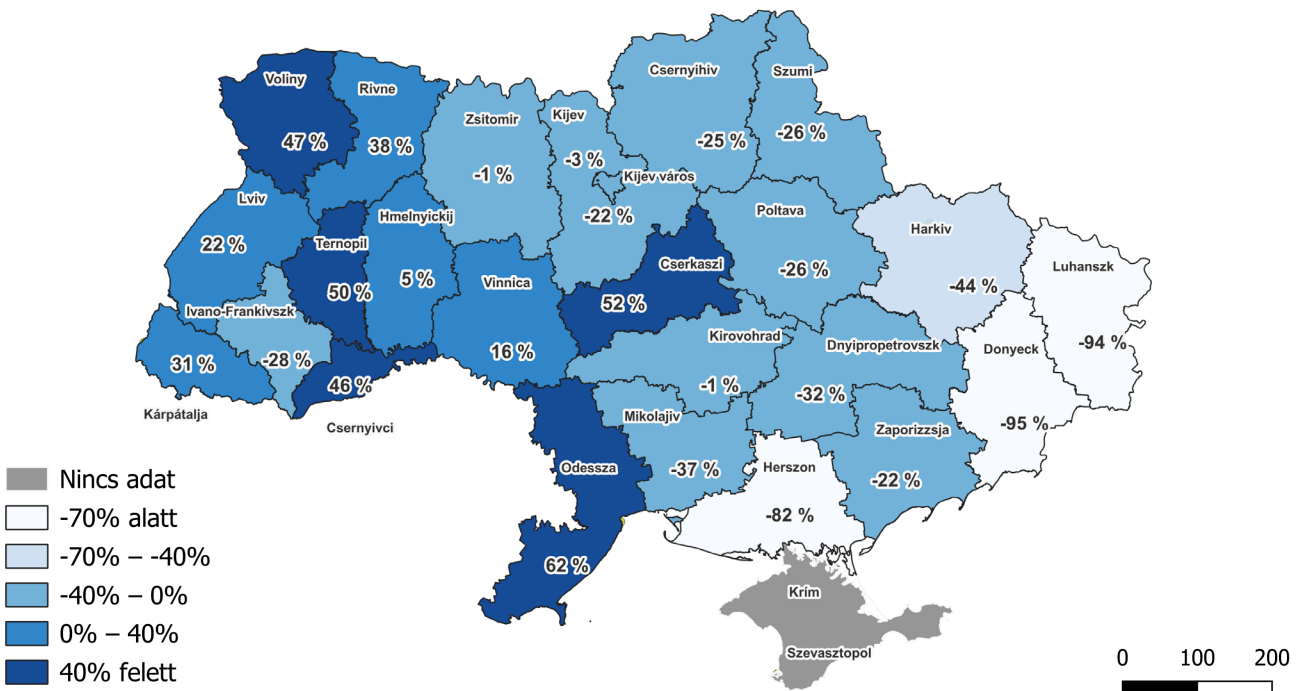 Voliny
47 %
Rivne
38 %
Zsitomir
-1 %
Kijev
-3 %
Csernyihiv
-25 %
Szumi
-26 %
Kijev város
-22 %
Lviv
22 %
Ternopil
50 %
Hmelnyickij
5 %
Vinnica
16 %
Cserkaszi
52 %
Poltava
-26 %
Harkiv
-44 %
Luhanszk
-94 %
Ivano-Frankivszk
-28 %
31 %
Kárpátalja
46 %
Csernyivci
Kirovohrad
-1 %
Dnyipropetrovszk
-32 %
Donyeck
-95 %
Mikolajiv
-37 %
Zaporizzsja
-22 %
Odessza
62 %
Herszon
-82 %
Krím
Szevasztopol
Nincs adat
-70% alatt
-70% – -40%
-40% – 0%
0% – 40%
40% felett
0 100 200